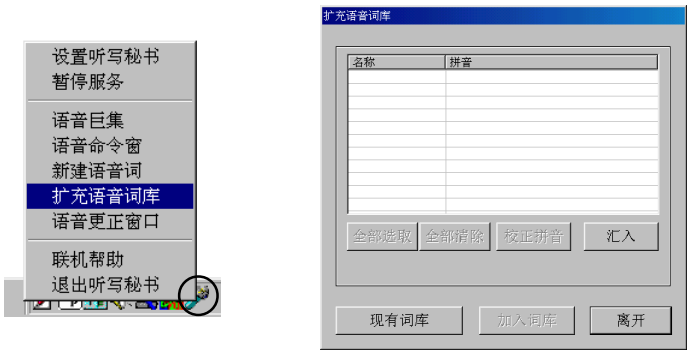 设置听写秘书
暂停服务
语音巨集
语音命令窗
新建语音词
扩充语音词库
语音更正窗口
联机帮助
退出听写秘书
扩充语音词库
名称 拼音
全部选取 全部清除 校正拼音 汇入
现有词库 加入词库 离开